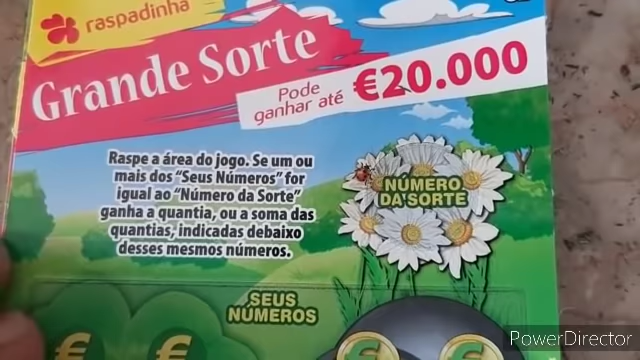 raspadinha
Grande Sorte
Pode
ganhar até
€20.000
Raspe a área do jogo. Se um ou
mais dos "Seus Números" for
igual ao "Número da Sorte"
ganha a quantia, ou a soma das
quantias, indicadas debaixo
desses mesmos números.
NÚMERO
DA SORTE
SEUS
NÚMEROS
€ € € €
PowerDirector